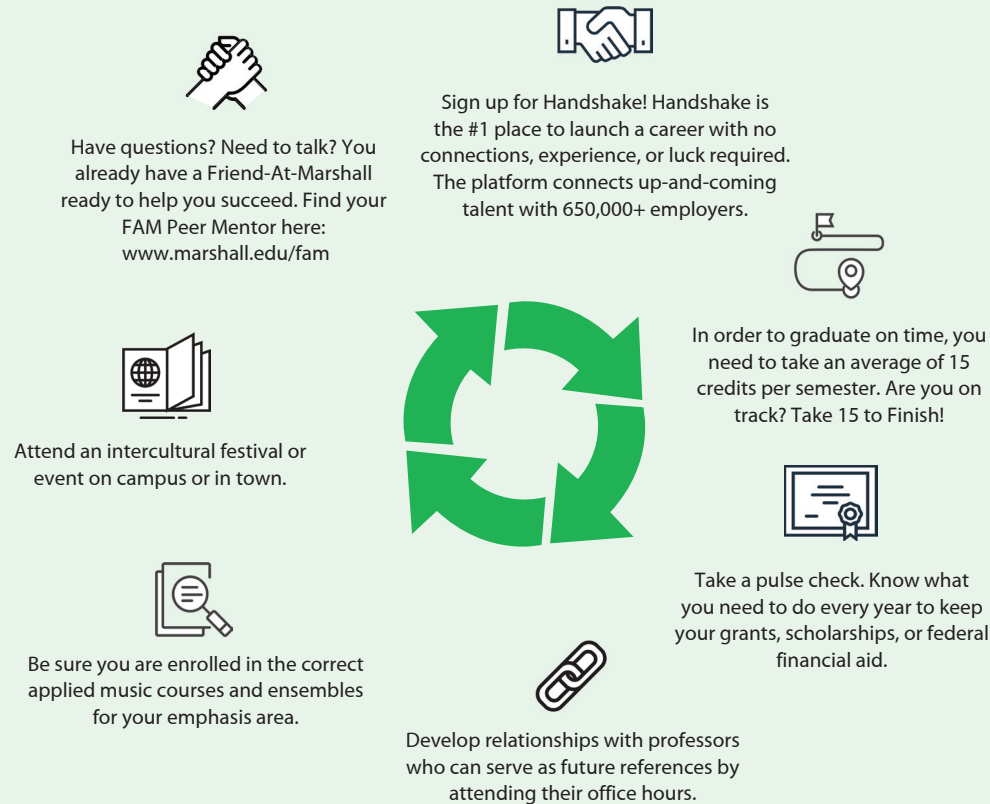 Have questions? Need to talk? You
already have a Friend-At-Marshall
ready to help you succeed. Find your
FAM Peer Mentor here:
www.marshall.edu/fam
Sign up for Handshake! Handshake is
the #1 place to launch a career with no
connections, experience, or luck required.
The platform connects up-and-coming
talent with 650,000+ employers.
In order to graduate on time, you
need to take an average of 15
credits per semester. Are you on
track? Take 15 to Finish!
Take a pulse check. Know what
you need to do every year to keep
your grants, scholarships, or federal
financial aid.
Develop relationships with professors
who can serve as future references by
attending their office hours.
Be sure you are enrolled in the correct
applied music courses and ensembles
for your emphasis area.
Attend an intercultural festival or
event on campus or in town.